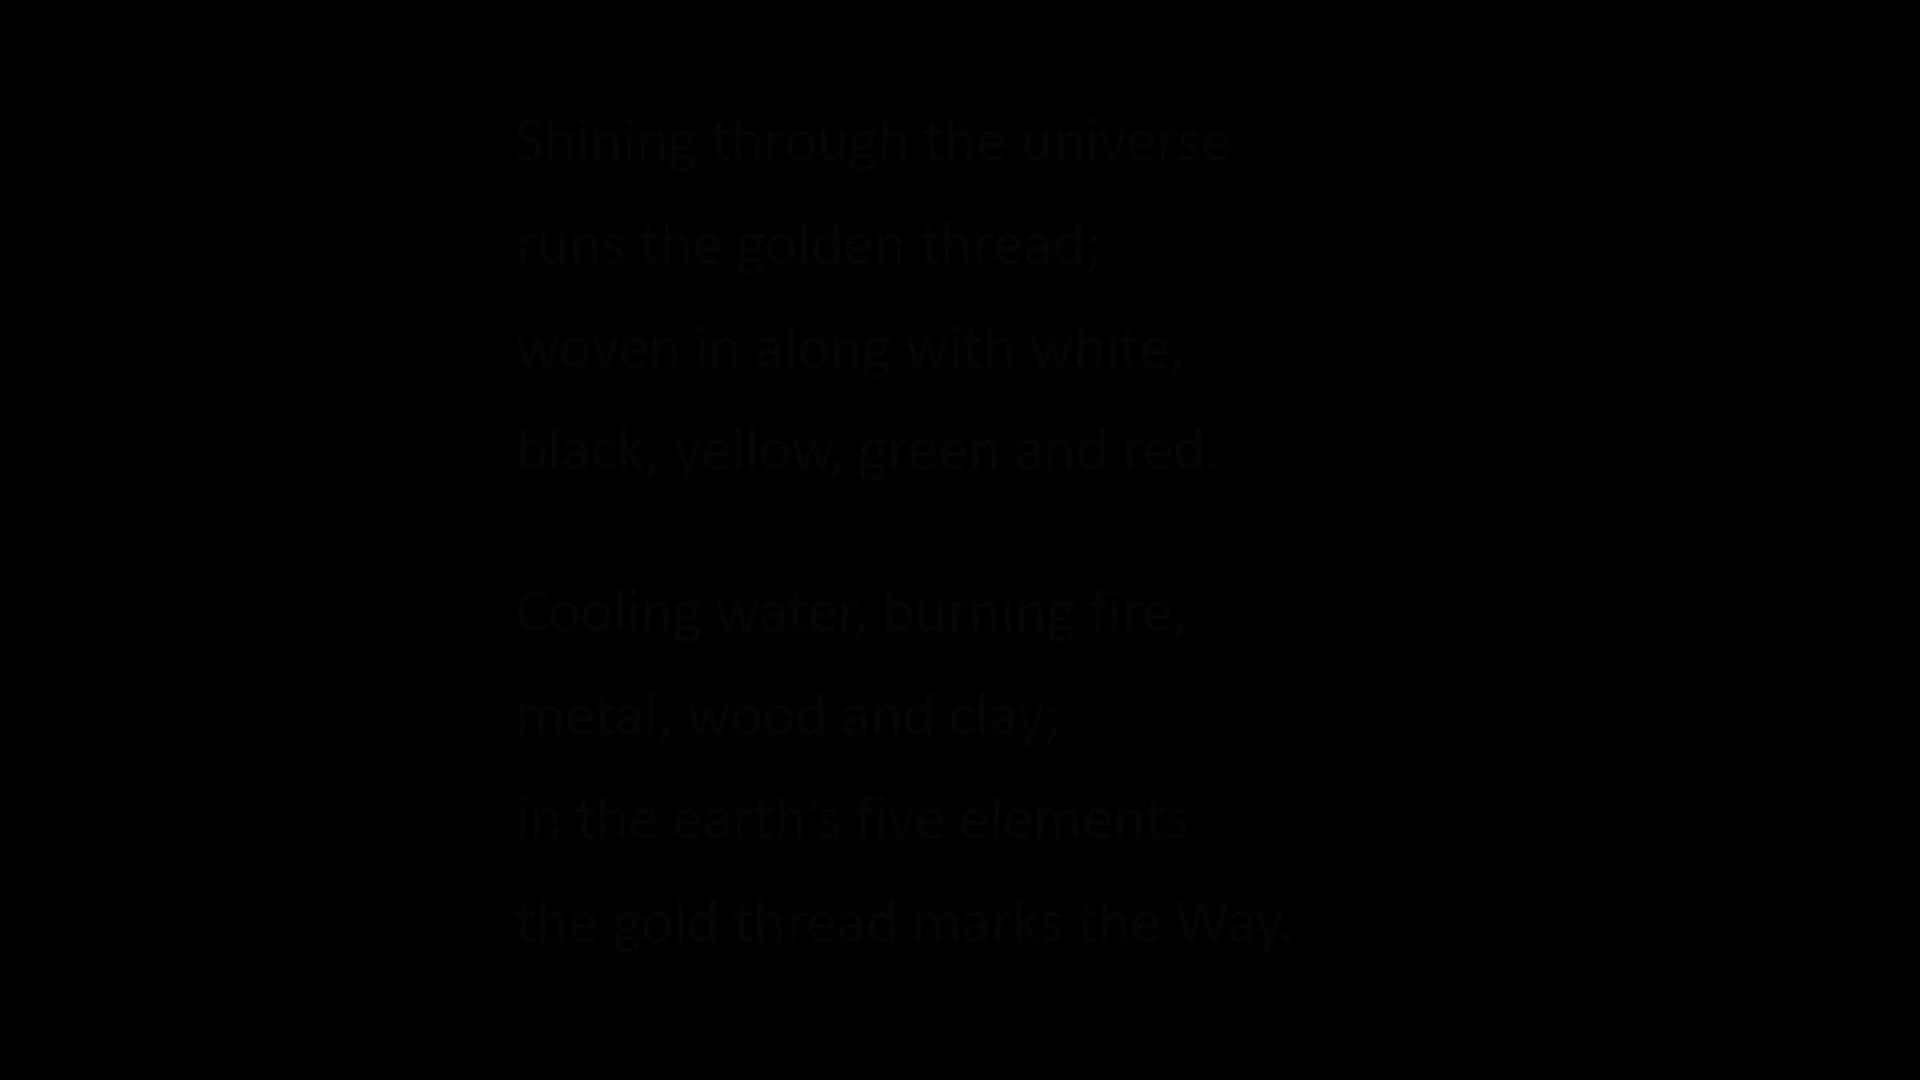 Shining through the universe
runs the golden thread;
woven in along with white,
black, yellow, green and red.
Cooling water, burning fire,
metal, wood and clay;
in the earth’s five elements
the gold thread marks the Way.